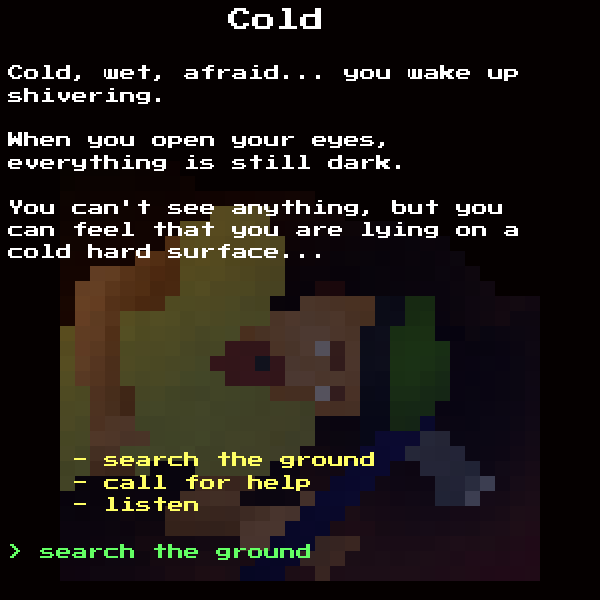 Cold
Cold, wet, afraid... you wake up
shivering.
When you open your eyes,
everything is still dark.
You can't see anything, but you
can feel that you are lying on a
cold hard surface...
- search the ground
- call for help
- listen
> search the ground